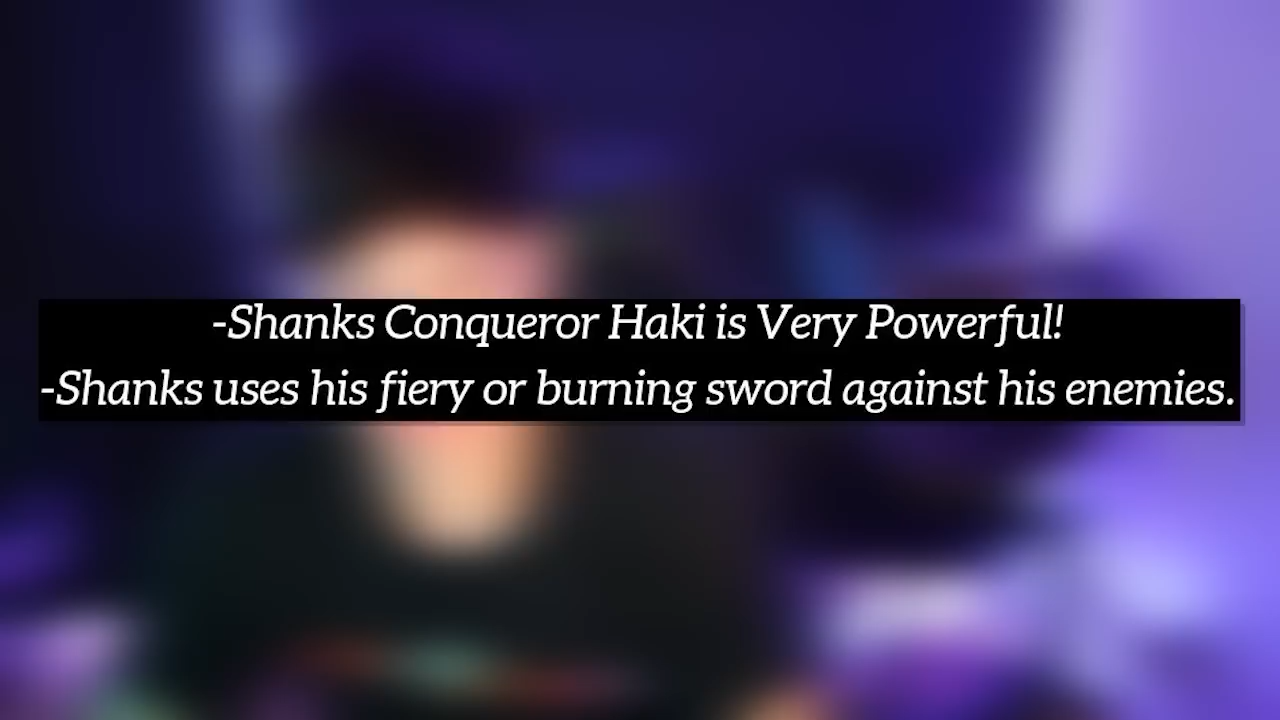 -Shanks Conqueror Haki is Very Powerful!
-Shanks uses his fiery or burning sword against his enemies.